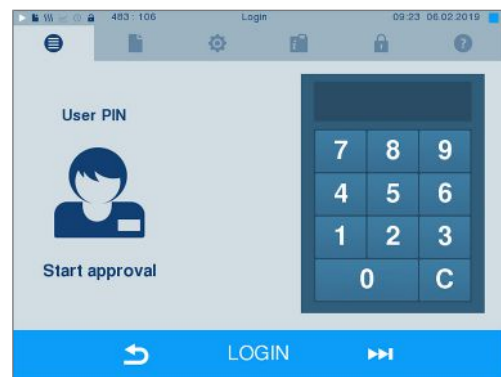 483 : 106 Login 09:23 06.02.2019
?
User PIN
7 8 9
4 5 6
1 2 3
0 C
Start approval
LOGIN